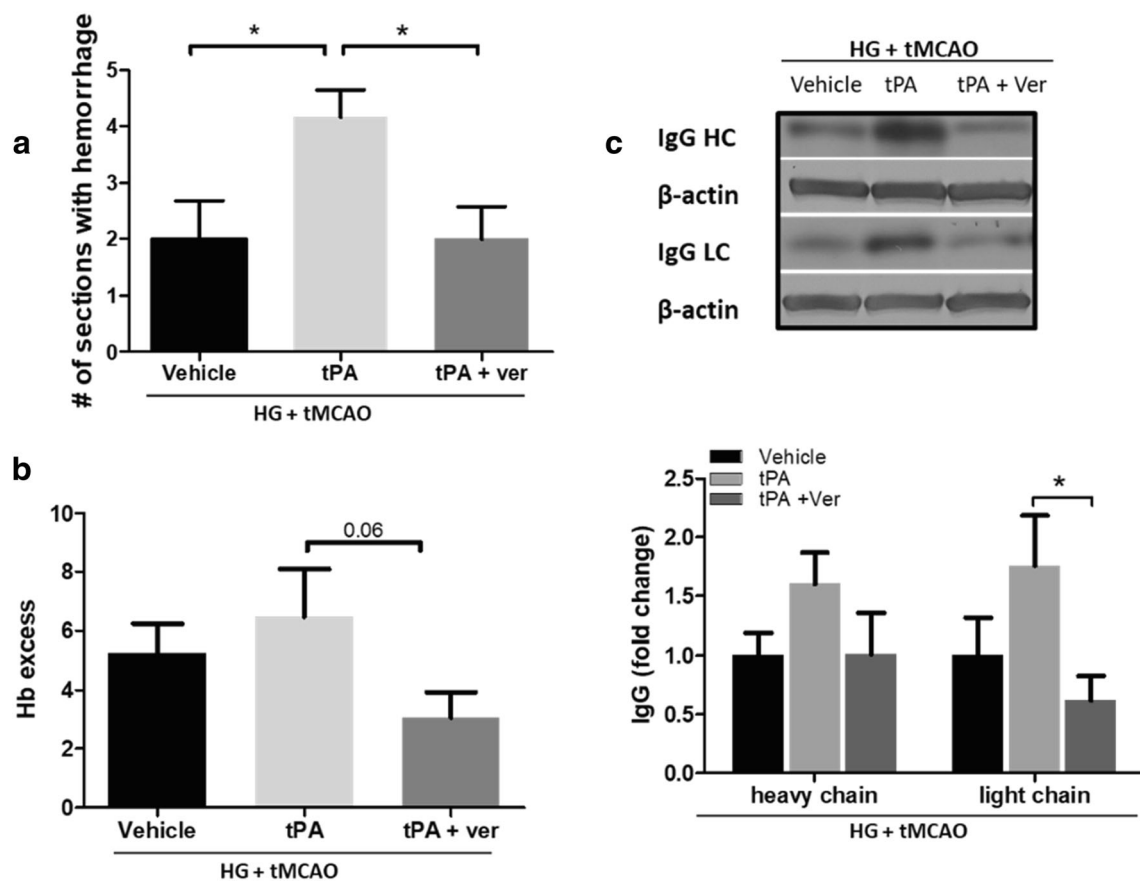 a
# of sections with hemorrhage
5
4
3
2
1
0
* *
Vehicle tPA tPA + ver
HG + tMCAO
b
Hb excess
10
8
6
4
2
0
0.06
Vehicle tPA tPA + ver
HG + tMCAO
c
HG + tMCAO
Vehicle tPA tPA + Ver
IgG HC
β-actin
IgG LC
β-actin
Vehicle
tPA
tPA +Ver
IgG (fold change)
2.5
2.0
1.5
1.0
0.5
0.0
*
heavy chain light chain
HG + tMCAO